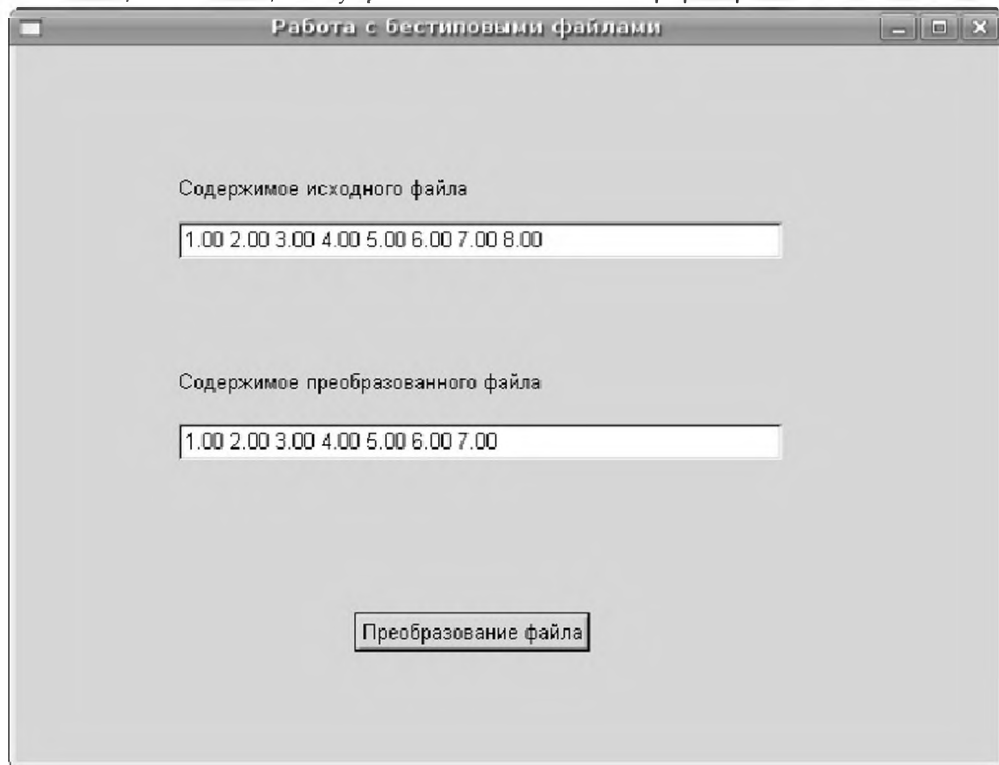 Работа с бестиповыми файлами
Содержимое исходного файла
1.00 2.00 3.00 4.00 5.00 6.00 7.00 8.00
Содержимое преобразованного файла
1.00 2.00 3.00 4.00 5.00 6.00 7.00
Преобразование файла